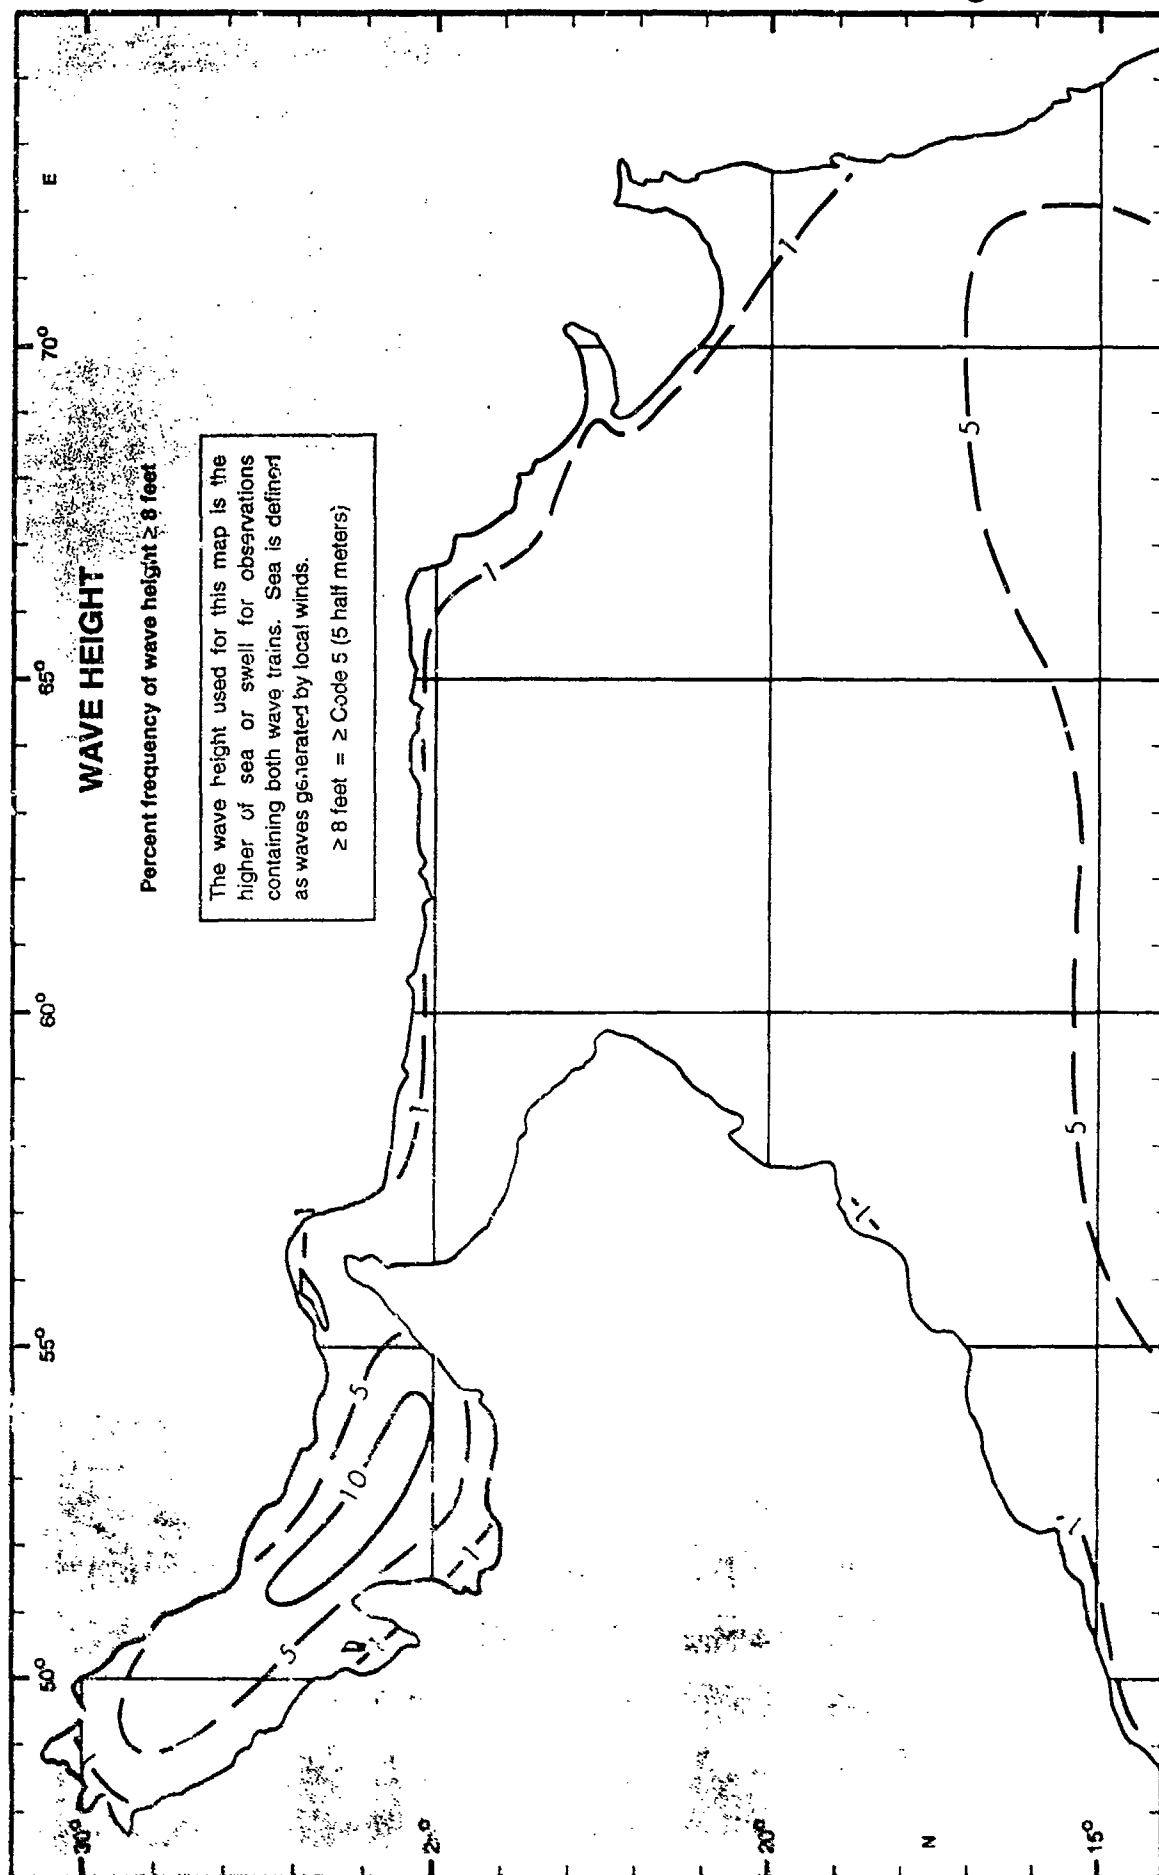 WAVE HEIGHT
Percent frequency of wave height ≥ 8 feet
The wave height used for this map is the
higher of sea or swell for observations
containing both wave trains. Sea is defined
as waves generated by local winds.
≥ 8 feet = ≥ Code 5 (5 half meters)
50°
55°
60°
65°
70°
E
30°
20°
N
15°
1
5
10
5
1
1
1
1
1
1
1
5
5